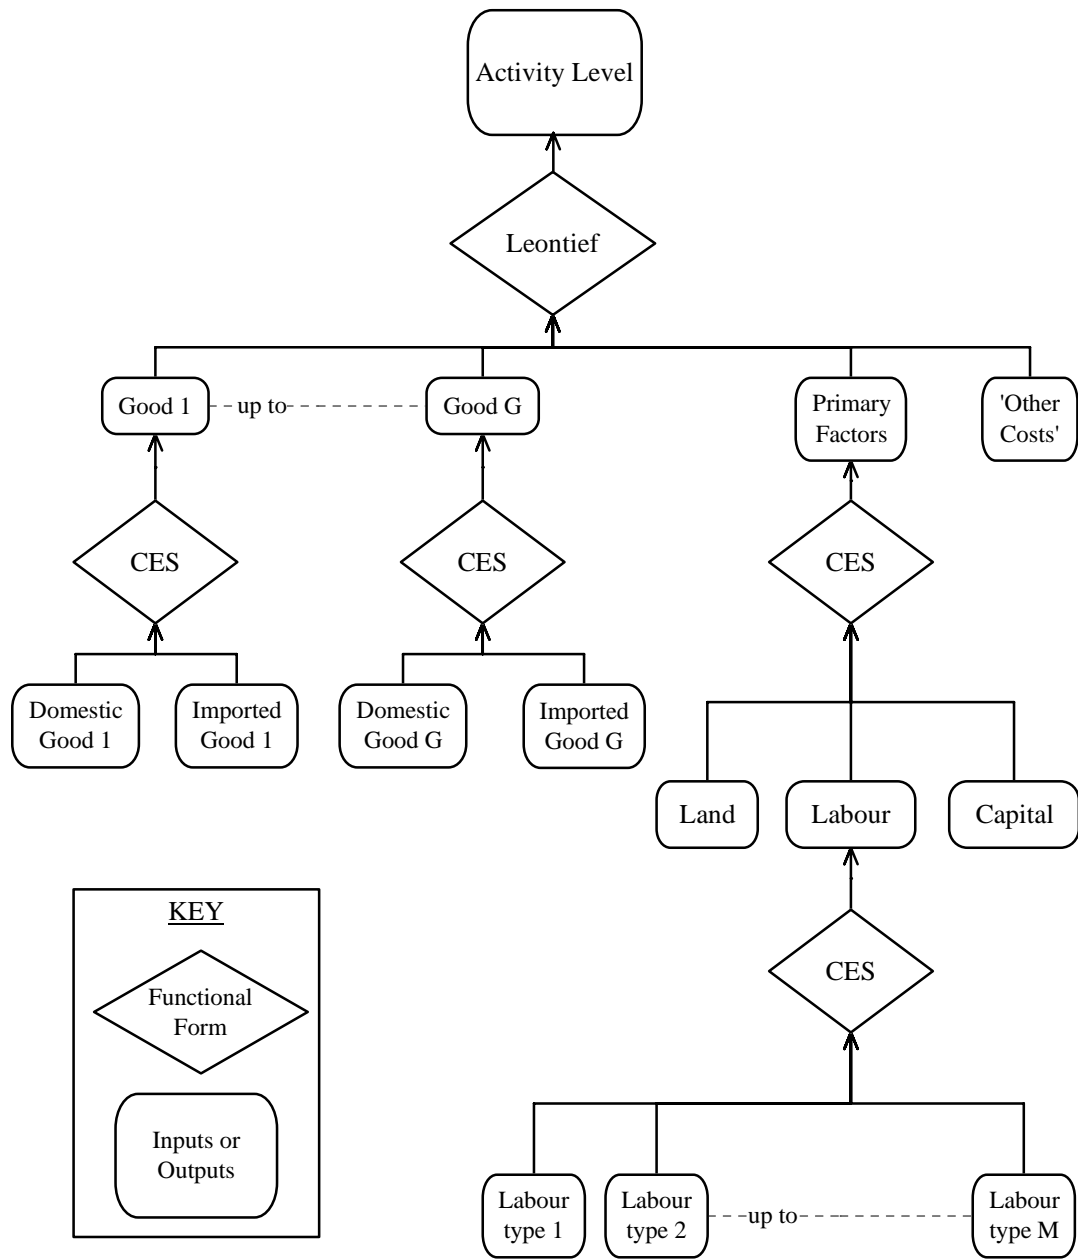 Activity Level
Leontief
Good 1
up to
Good G
Primary
Factors
'Other
Costs'
CES
CES
CES
Domestic
Good 1
Imported
Good 1
Domestic
Good G
Imported
Good G
Land
Labour
Capital
KEY
Functional
Form
Inputs or
Outputs
CES
Labour
type 1
Labour
type 2
up to
Labour
type M